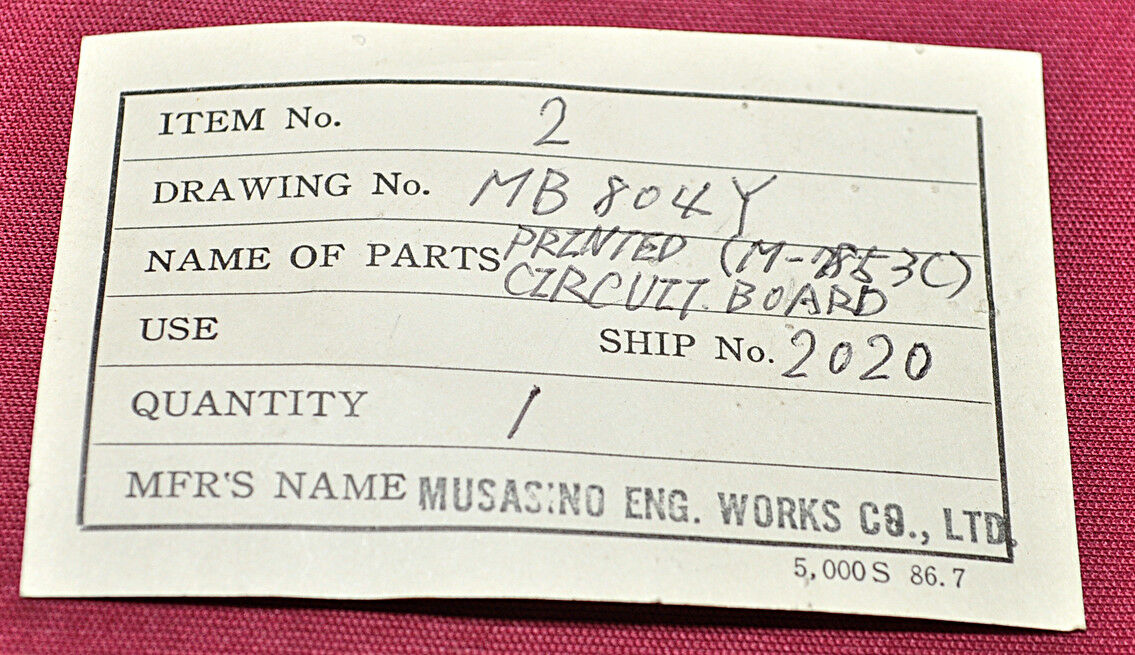 ITEM No. 2
DRAWING No. MB 804Y
NAME OF PARTS PRINTED (M-7853C)
CIRCUIT BOARD
USE SHIP No. 2020
QUANTITY 1
MFR'S NAME MUSASINO ENG. WORKS CO., LTD.
5,000S 86.7